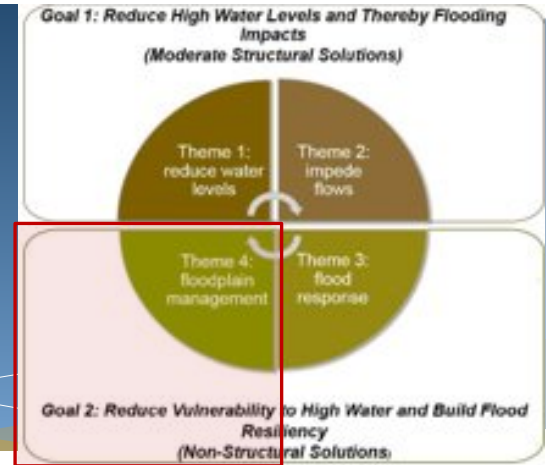 Goal 1: Reduce High Water Levels and Thereby Flooding
Impacts
(Moderate Structural Solutions)
Theme 1:
reduce water
levels
Theme 2:
impede
flows
Theme 4:
floodplain
management
Theme 3:
flood
response
Goal 2: Reduce Vulnerability to High Water and Build Flood
Resiliency
(Non-Structural Solutions)